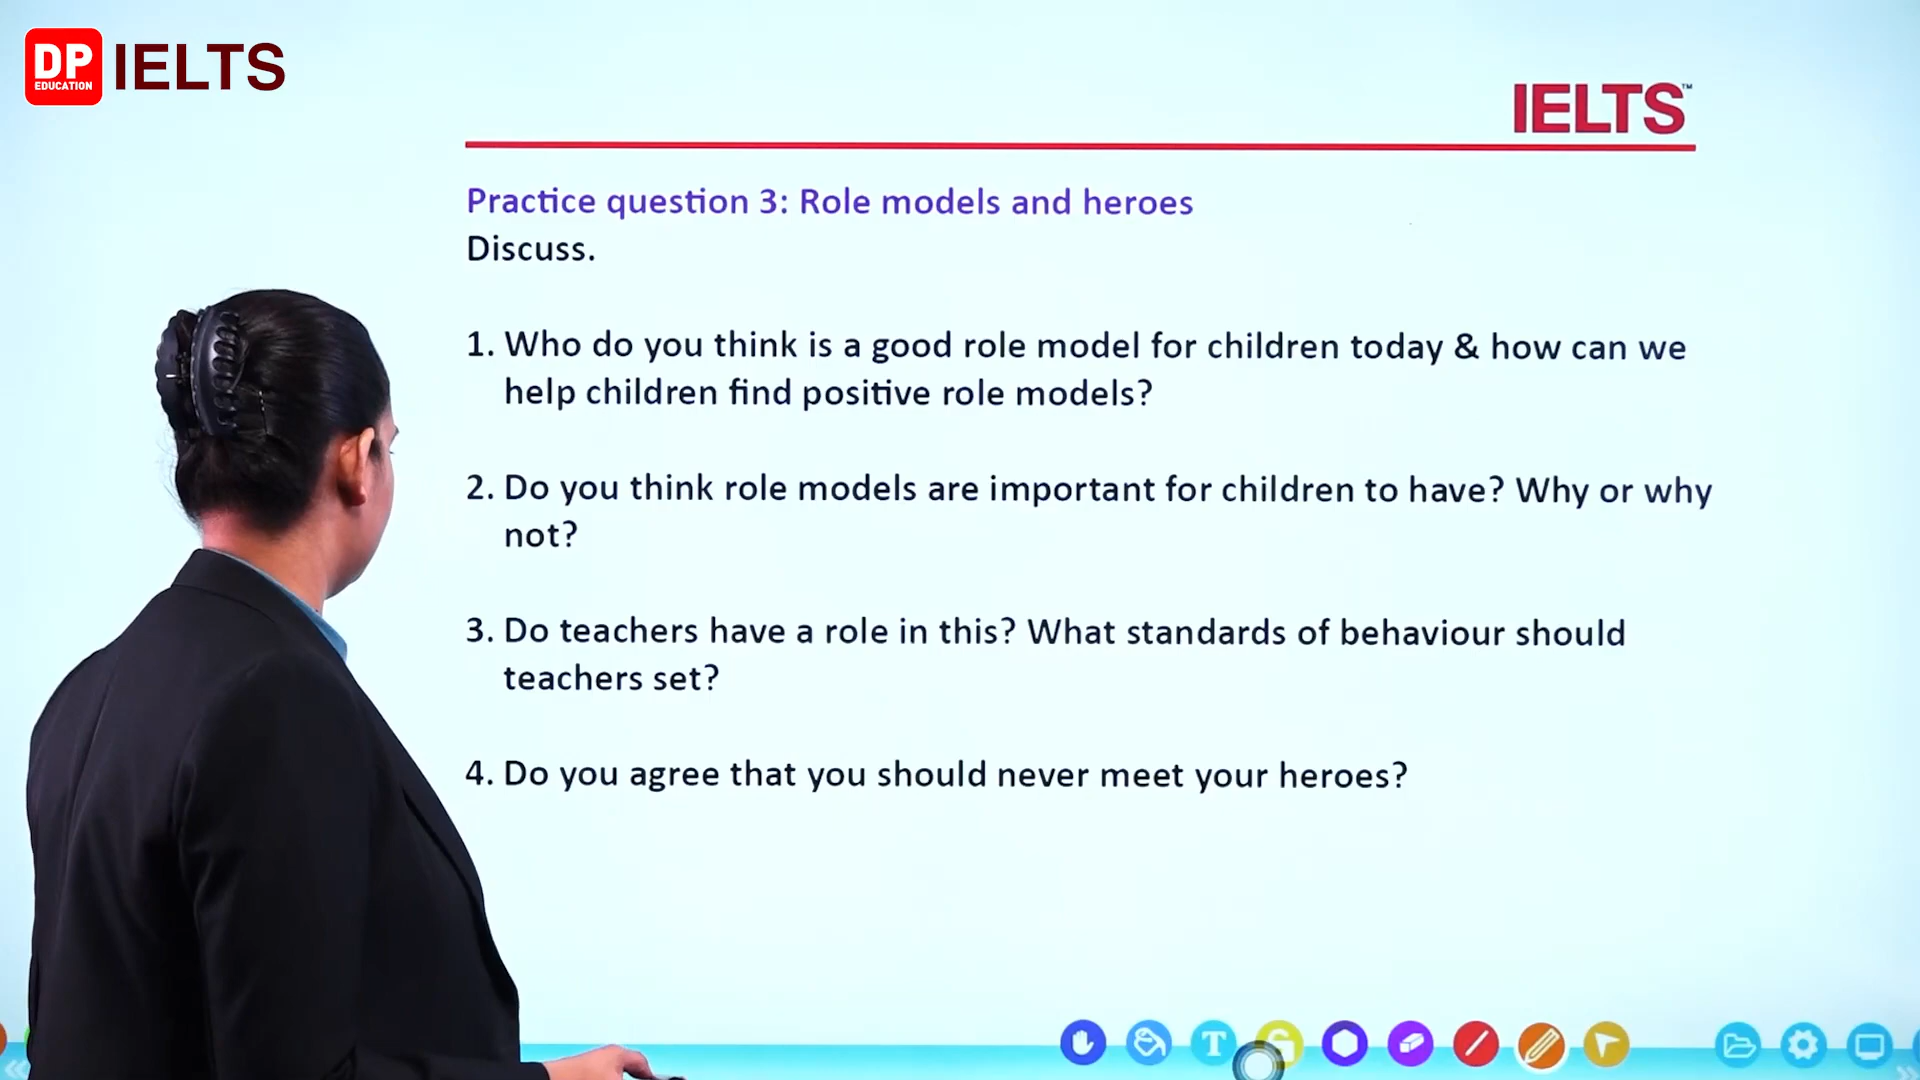 DP
EDUCATION
IELTS
IELTS™
Practice question 3: Role models and heroes
Discuss.
1. Who do you think is a good role model for children today & how can we
help children find positive role models?
2. Do you think role models are important for children to have? Why or why
not?
3. Do teachers have a role in this? What standards of behaviour should
teachers set?
4. Do you agree that you should never meet your heroes?
T